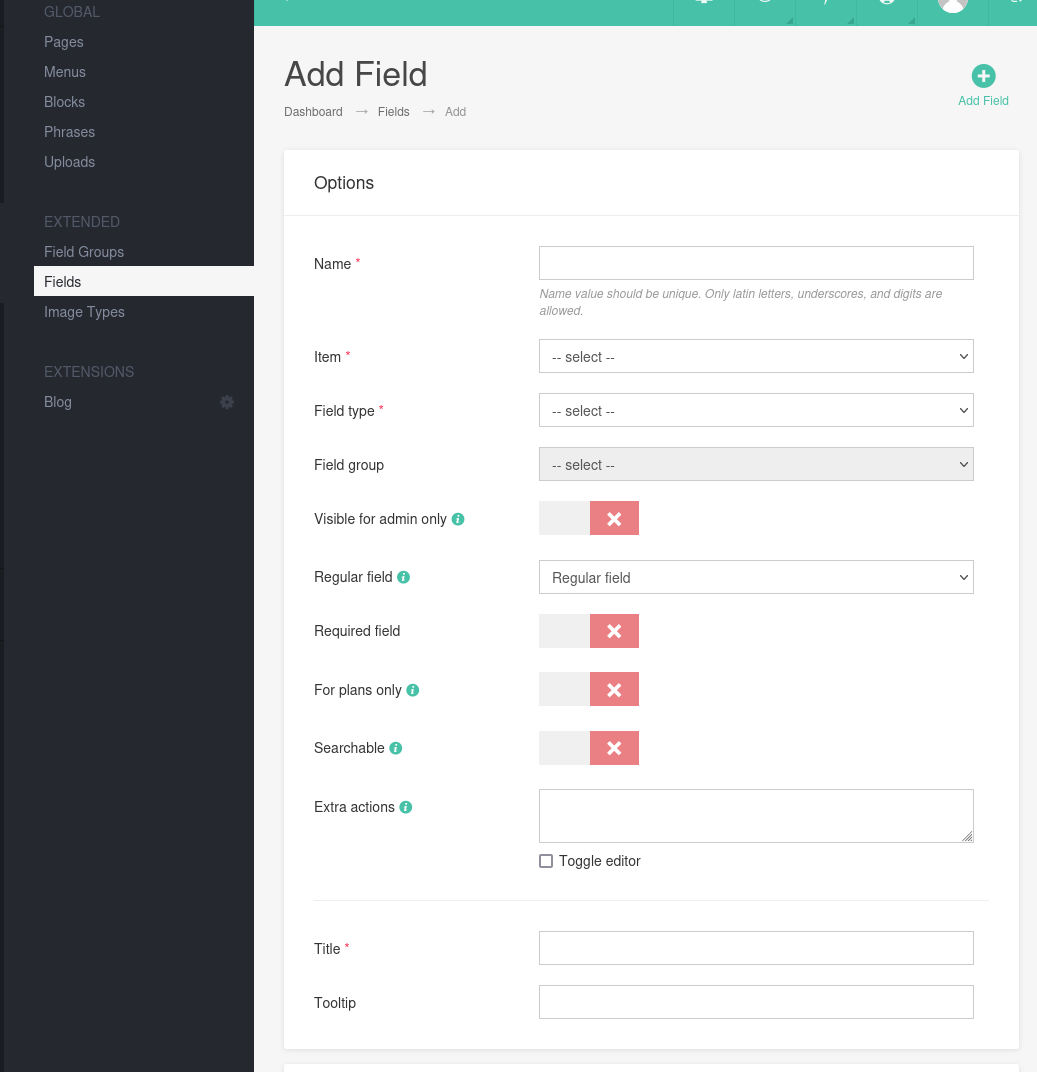 GLOBAL
Pages
Menus
Blocks
Phrases
Uploads
EXTENDED
Field Groups
Fields
Image Types
EXTENSIONS
Blog
Add Field
Dashboard → Fields → Add
Add Field
Options
Name *
Name value should be unique. Only latin letters, underscores, and digits are
allowed.
Item * -- select --
Field type * -- select --
Field group -- select --
Visible for admin only
Regular field Regular field
Required field
For plans only
Searchable
Extra actions
Toggle editor
Title *
Tooltip